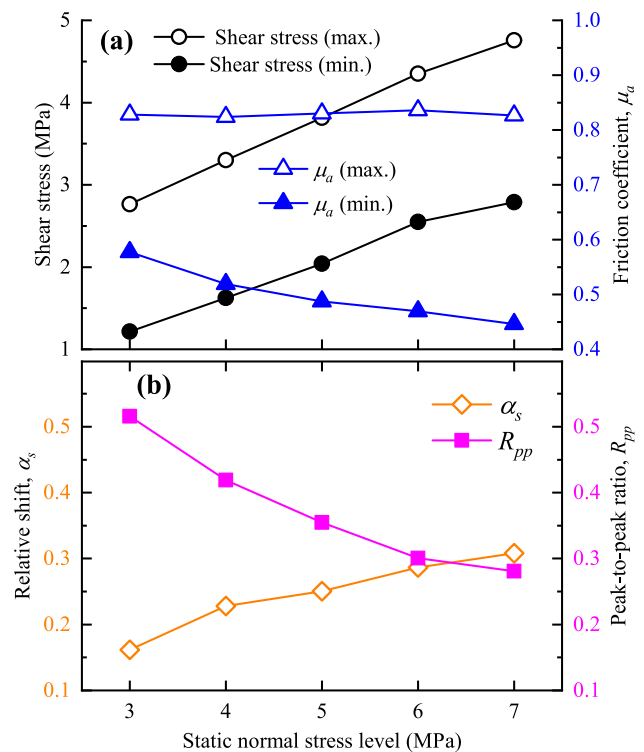 (a)
Shear stress (max.)
Shear stress (min.)
μa (max.)
μa (min.)
5
4
3
2
1
Shear stress (MPa)
1.0
0.9
0.8
0.7
0.6
0.5
0.4
Friction coefficient, μa
(b)
αs
Rpp
0.5
0.4
0.3
0.2
0.1
Relative shift, αs
0.5
0.4
0.3
0.2
0.1
Peak-to-peak ratio, Rpp
3 4 5 6 7
Static normal stress level (MPa)